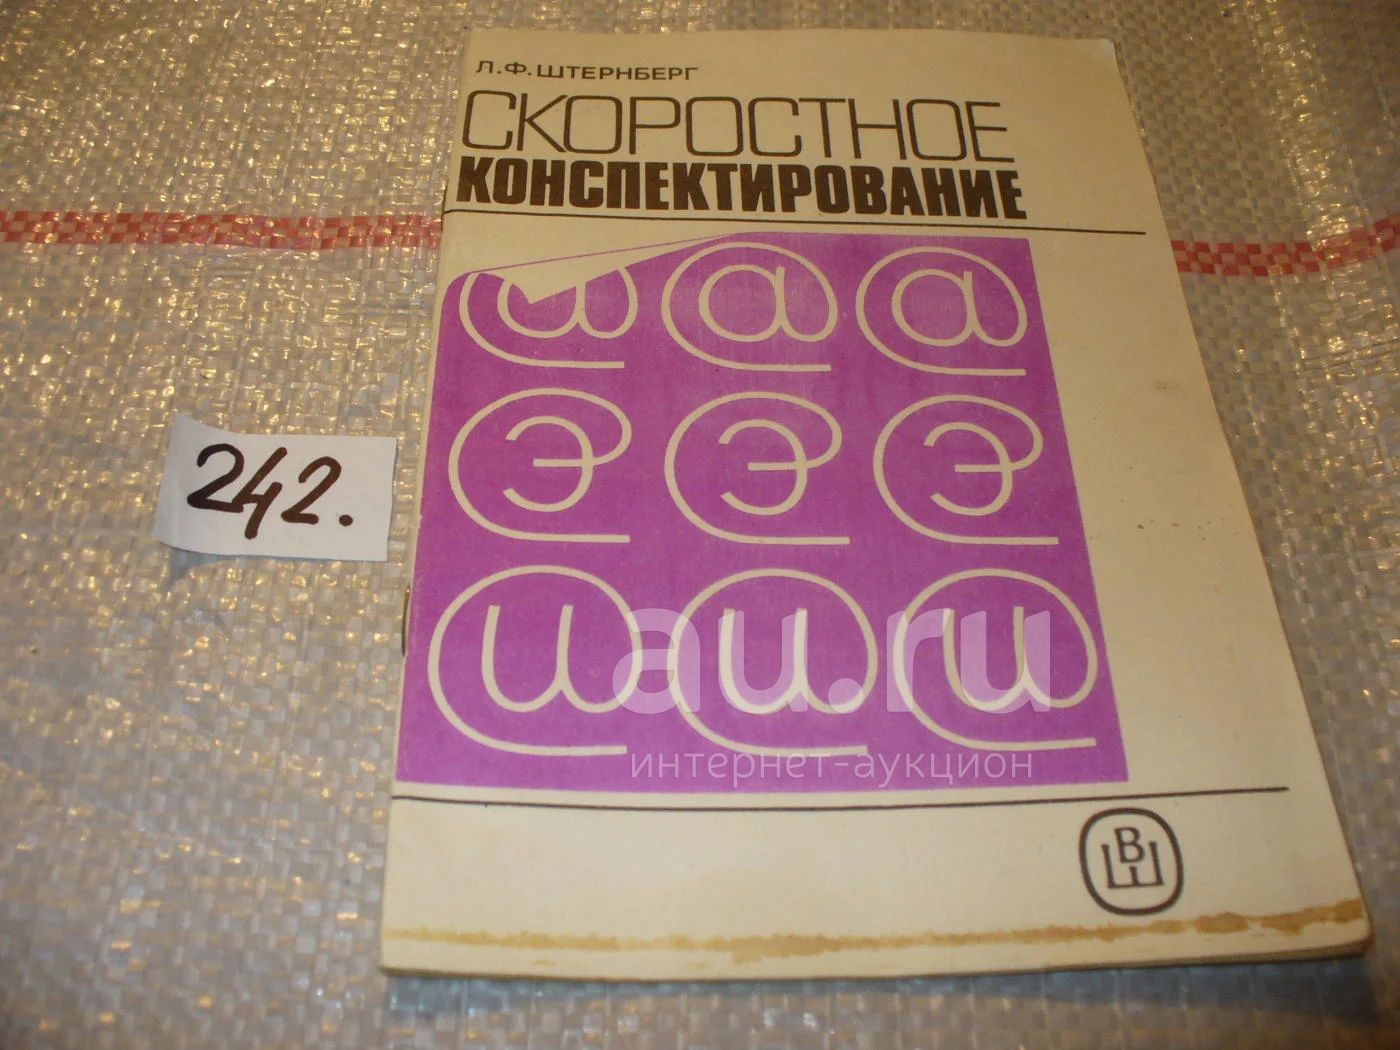 Л.Ф.ШТЕРНБЕРГ
СКОРОСТНОЕ
КОНСПЕКТИРОВАНИЕ
а а а
э э э
и и и
242.
au.ru
интернет-аукцион
ВШ